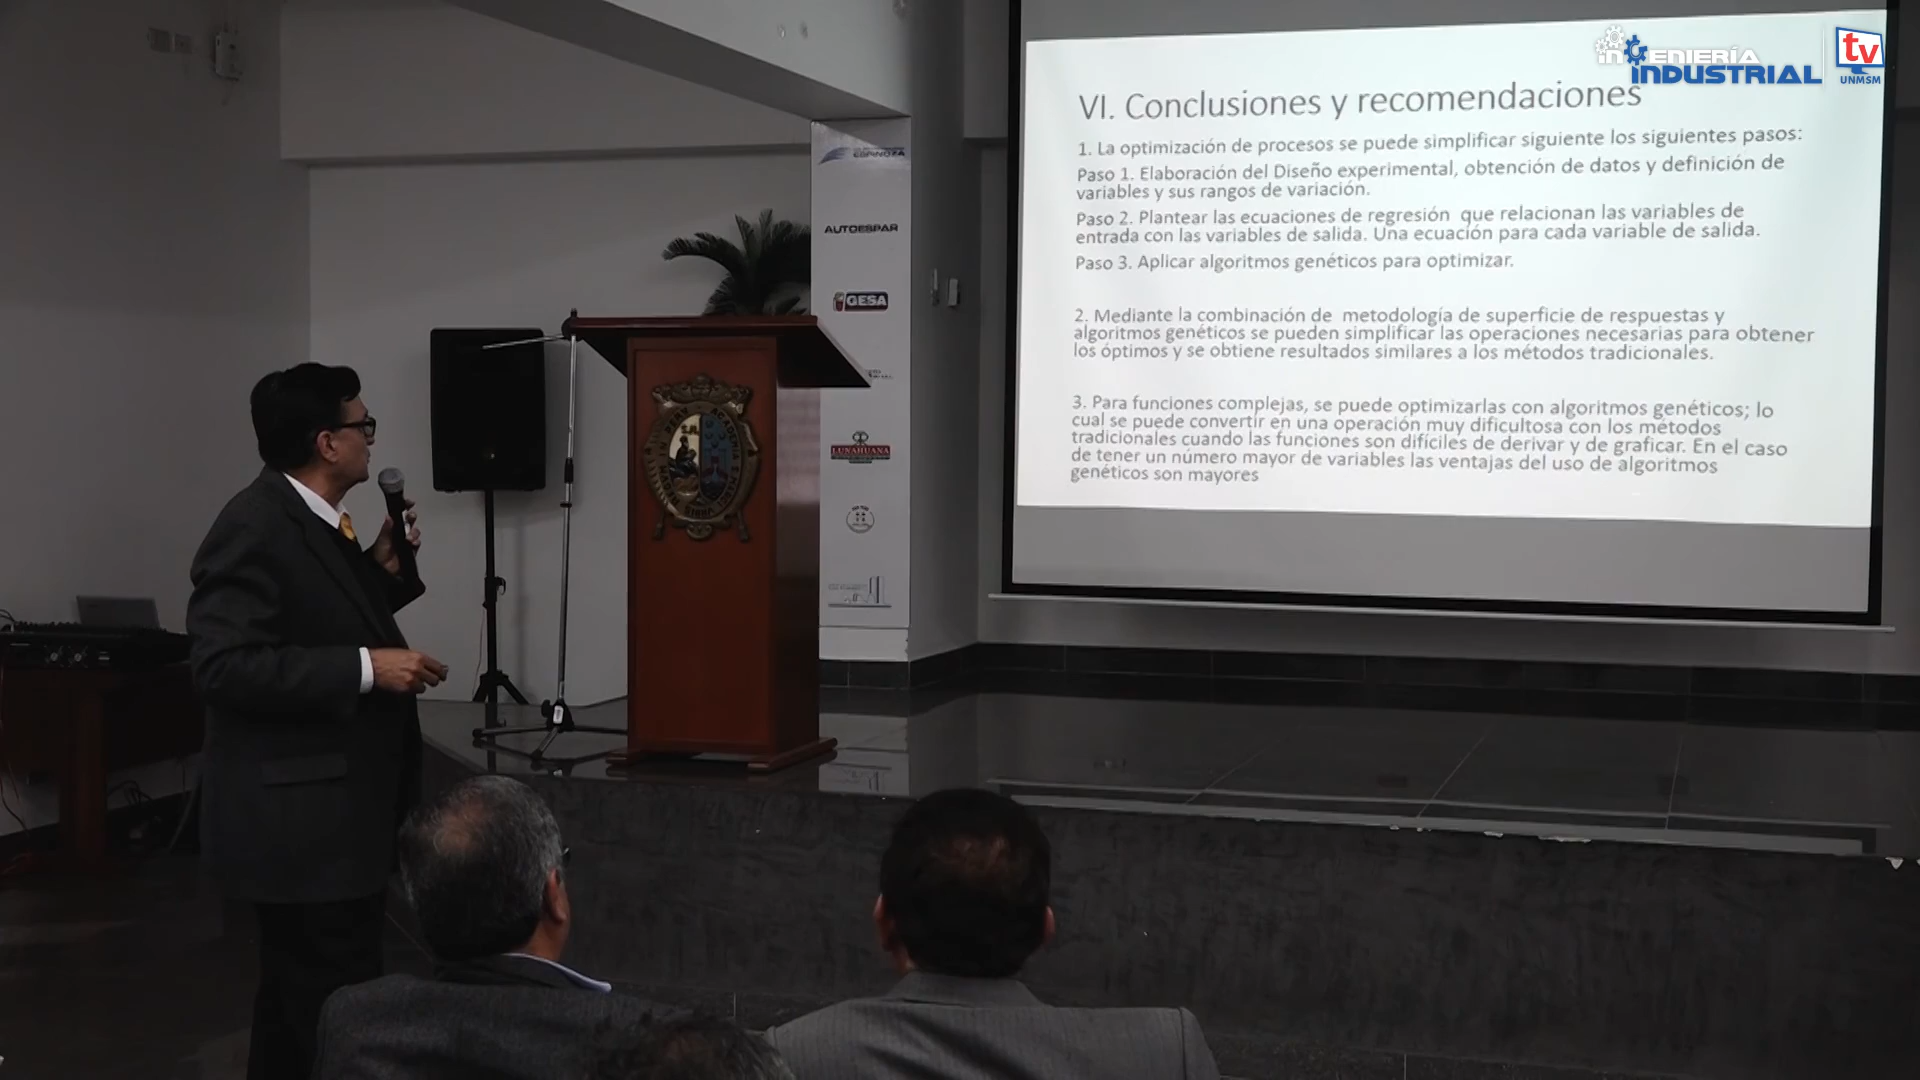 INGENIERÍA
INDUSTRIAL
tv
UNMSM
VI. Conclusiones y recomendaciones
1. La optimización de procesos se puede simplificar siguiente los siguientes pasos:
Paso 1. Elaboración del Diseño experimental, obtención de datos y definición de
variables y sus rangos de variación.
Paso 2. Plantear las ecuaciones de regresión que relacionan las variables de
entrada con las variables de salida. Una ecuación para cada variable de salida.
Paso 3. Aplicar algoritmos genéticos para optimizar.
2. Mediante la combinación de metodología de superficie de respuestas y
algoritmos genéticos se pueden simplificar las operaciones necesarias para obtener
los óptimos y se obtiene resultados similares a los métodos tradicionales.
3. Para funciones complejas, se puede optimizarlas con algoritmos genéticos; lo
cual se puede convertir en una operación muy dificultosa con los métodos
tradicionales cuando las funciones son difíciles de derivar y de graficar. En el caso
de tener un número mayor de variables las ventajas del uso de algoritmos
genéticos son mayores
ESPINOZA
AUTOESPAR
GESA
LUNAHUANA